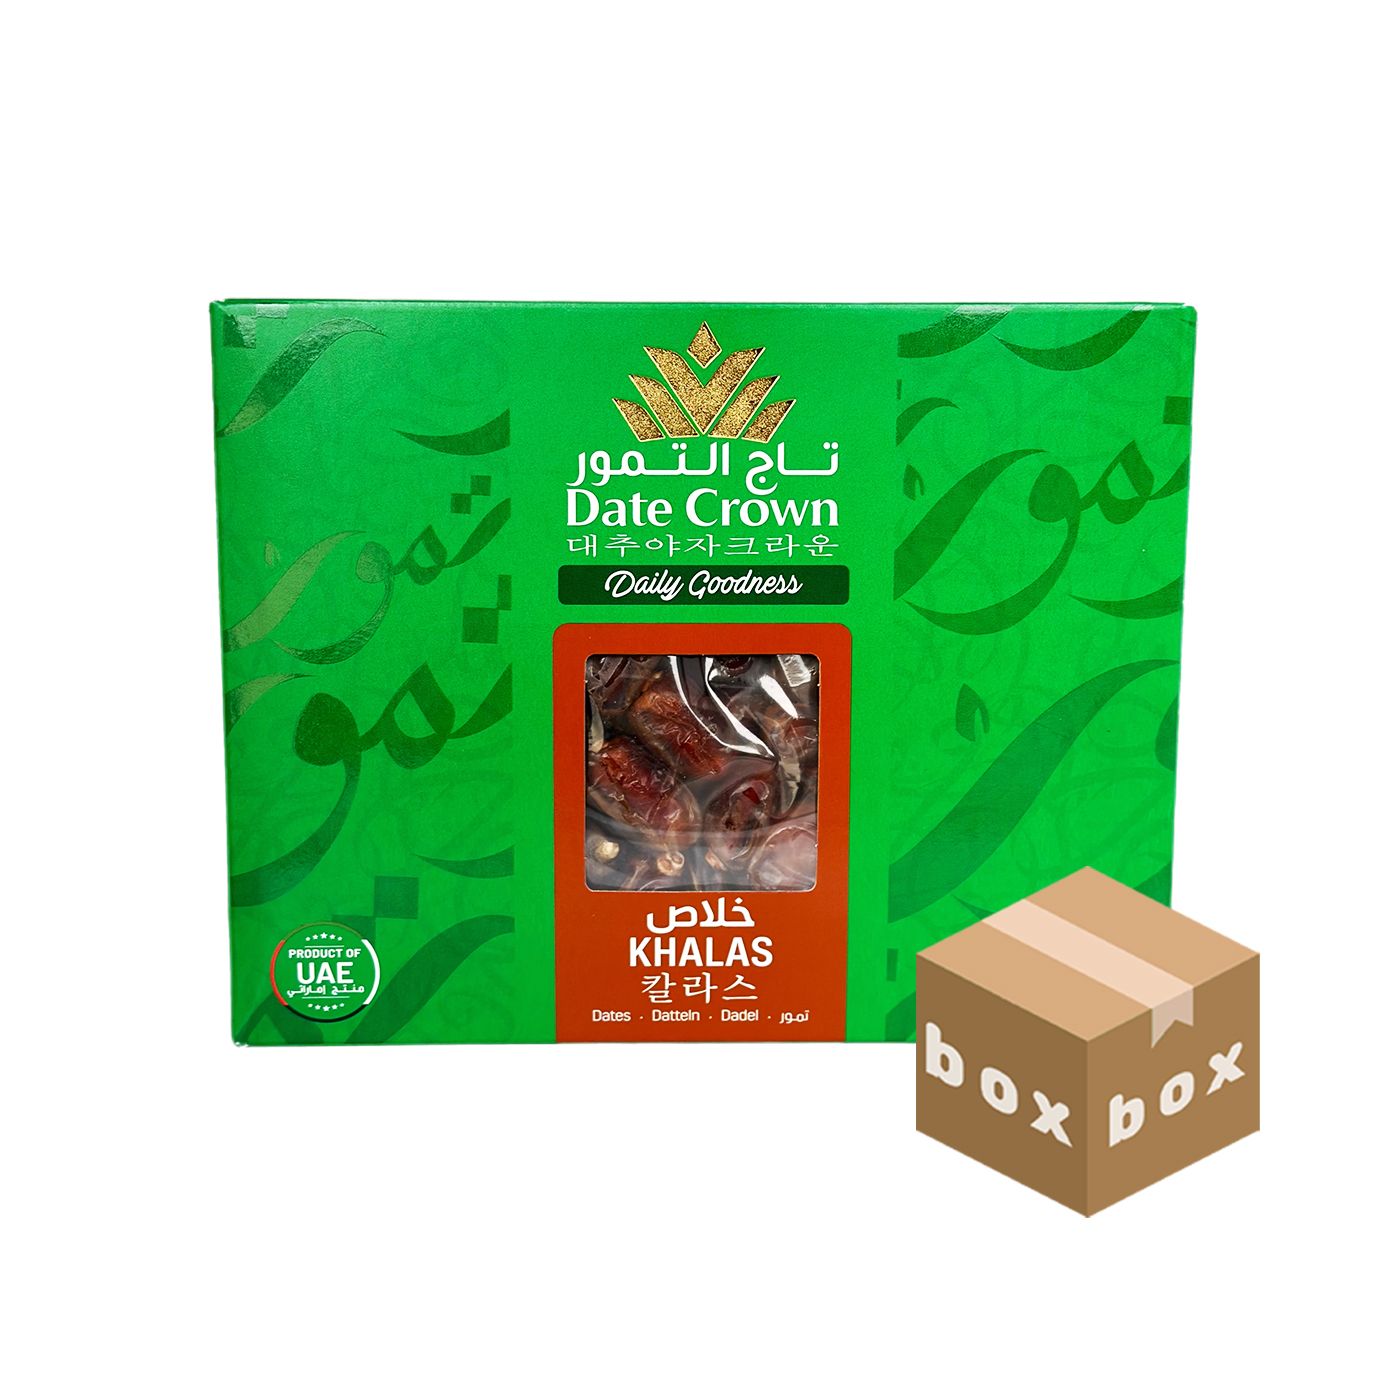 تاج التمور
Date Crown
대추야자크라운
Daily Goodness
خلاص
KHALAS
칼라스
Dates · Datteln · Dadel · تمور
PRODUCT OF
UAE
منتج إماراتي
box box